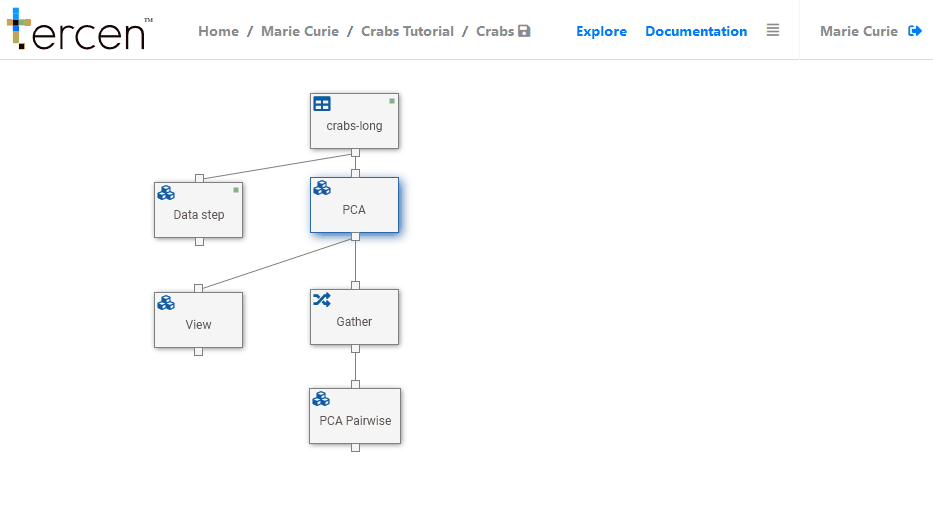 tercen™
Home / Marie Curie / Crabs Tutorial / Crabs
Explore Documentation
Marie Curie
crabs-long
Data step
PCA
View
Gather
PCA Pairwise